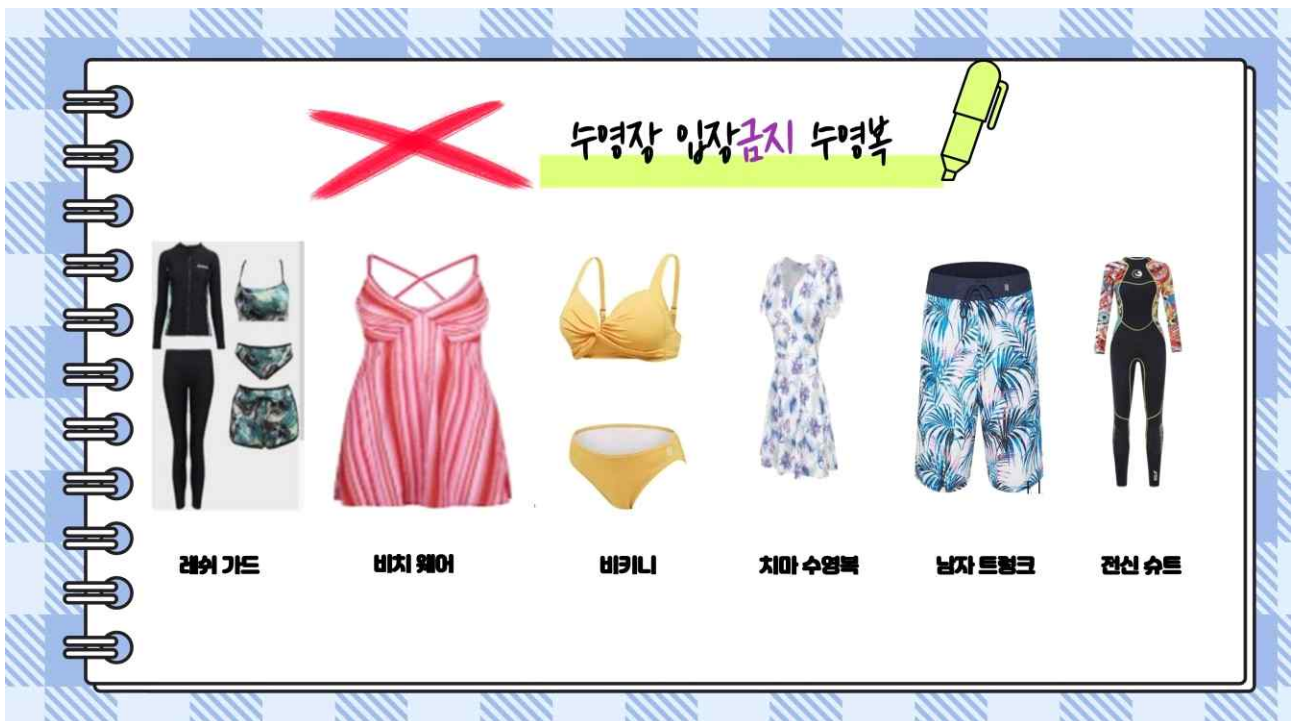 수영장 입장금지 수영복
래쉬 가드
비치 웨어
비키니
치마 수영복
남자 트렁크
전신 슈트